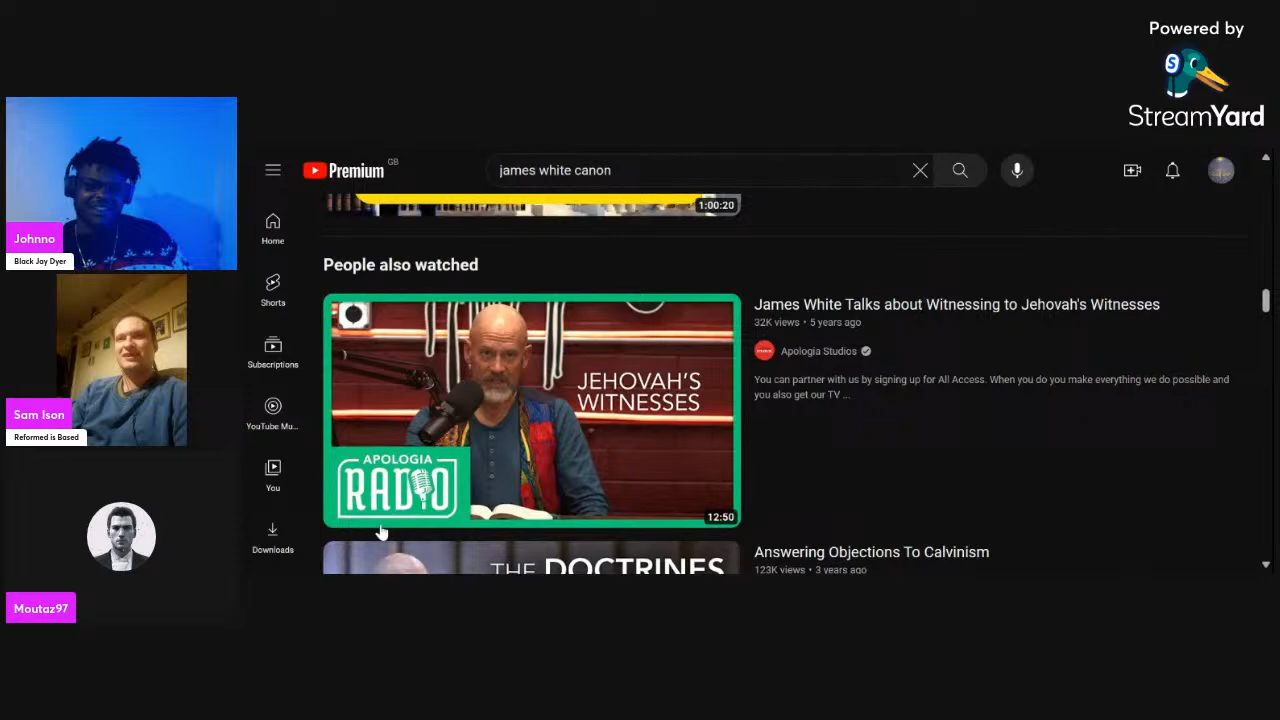 Powered by
StreamYard
Johnno
Black Jay Dyer
Sam Ison
Reformed is Based
Moutaz97
Premium GB
james white canon
Home
Shorts
Subscriptions
YouTube Mu...
You
Downloads
1:00:20
People also watched
JEHOVAH'S
WITNESSES
APOLOGIA
RADIO
12:50
James White Talks about Witnessing to Jehovah's Witnesses
32K views • 5 years ago
Apologia Studios
You can partner with us by signing up for All Access. When you do you make everything we do possible and
you also get our TV ...
THE DOCTRINES
Answering Objections To Calvinism
123K views • 3 years ago